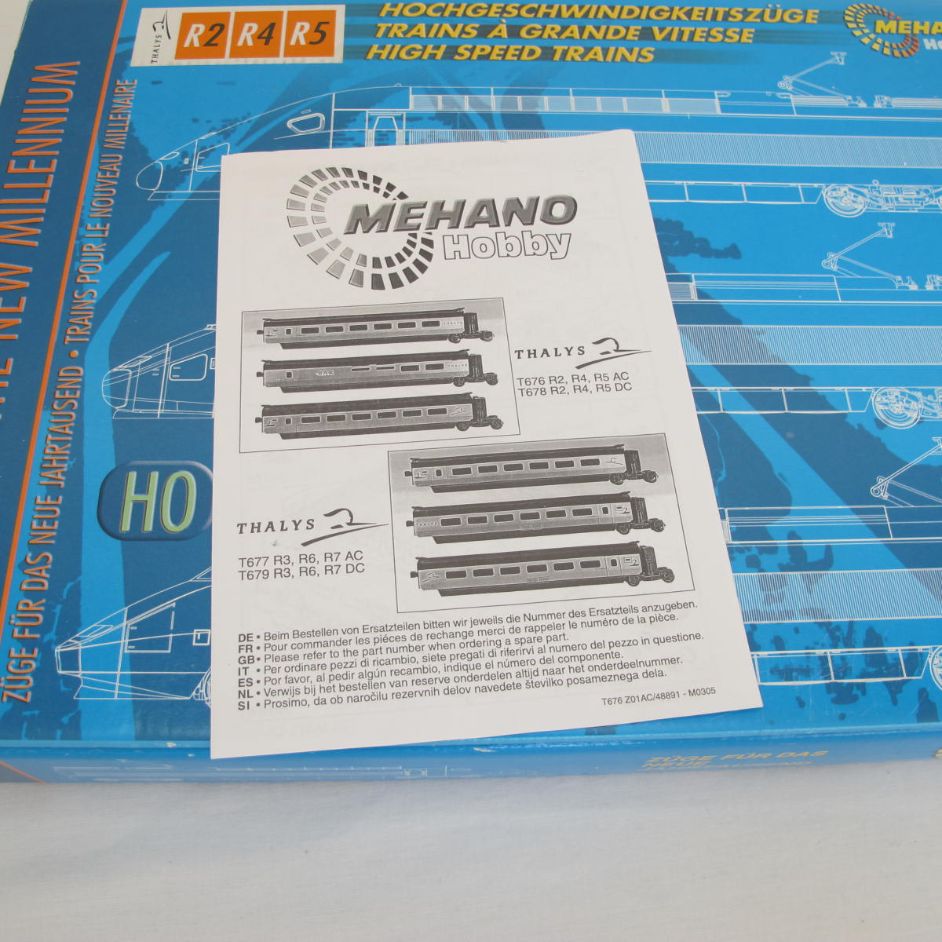 THALYS
R2 R4 R5
HOCHGESCHWINDIGKEITSZÜGE
TRAINS À GRANDE VITESSE
HIGH SPEED TRAINS
MEHANO
THE NEW MILLENNIUM
ZÜGE FÜR DAS NEUE JAHRTAUSEND • TRAINS POUR LE NOUVEAU MILLENAIRE
HO
MEHANO
Hobby
THALYS
T676 R2, R4, R5 AC
T678 R2, R4, R5 DC
THALYS
T677 R3, R6, R7 AC
T679 R3, R6, R7 DC
DE • Beim Bestellen von Ersatzteilen bitten wir jeweils die Nummer des Ersatzteils anzugeben.
FR • Pour commander les piéces de rechange merci de rappeler le numéro de la pièce.
GB • Please refer to the part number when ordering a spare part.
IT • Per ordinare pezzi di ricambio, siete pregati di riferirvi al numero del pezzo in questione.
ES • Por favor, al pedir algún recambio, indique el número del componente.
NL • Verwijs bij het bestellen van reserve onderdelen altijd naar het onderdeelnummer.
SI • Prosimo, da ob naročilu rezervnih delov navedete številko posameznega dela.
T676 Z01AC/48891 - M0305
ZÜGE FÜR DAS